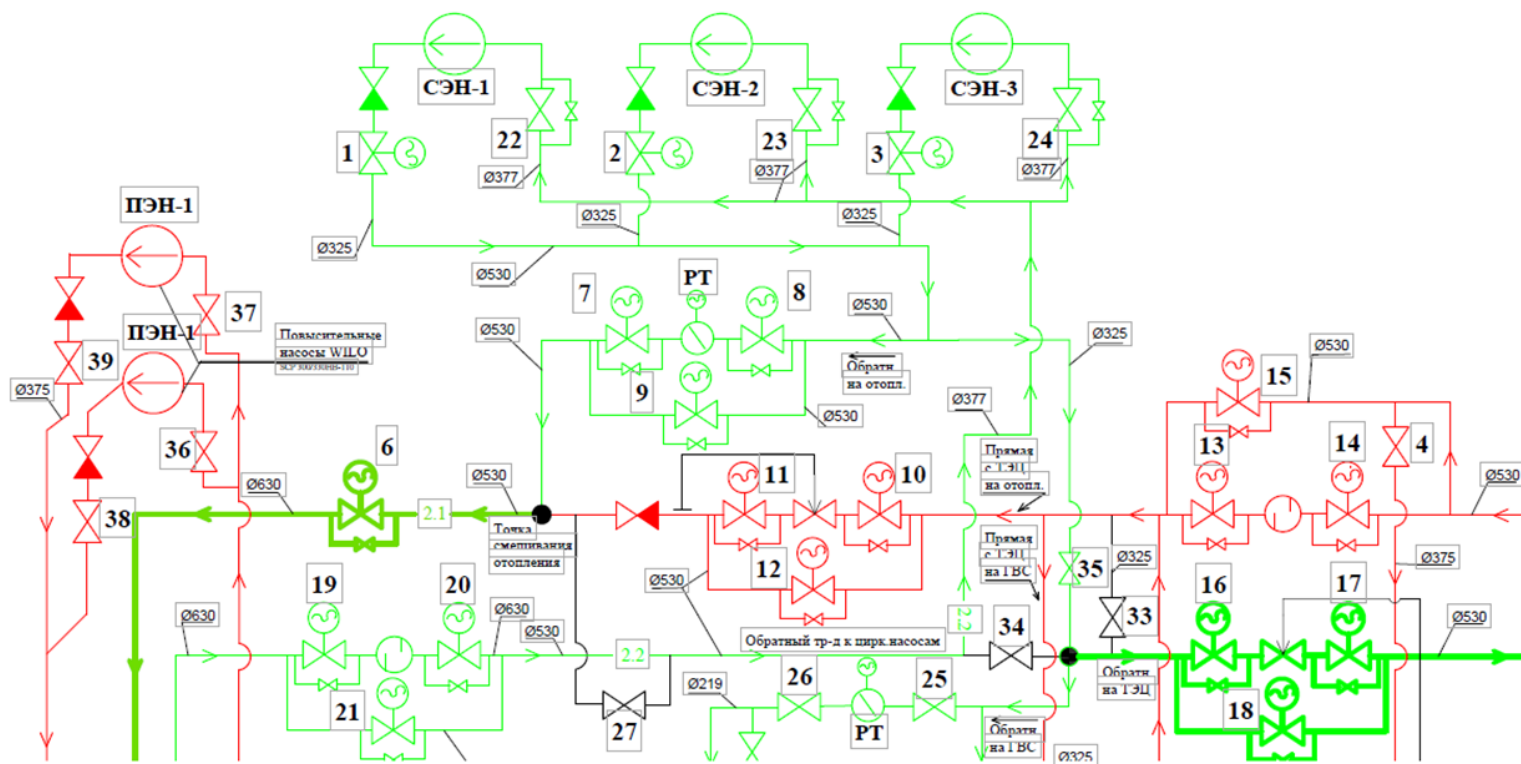 СЭН-1
СЭН-2
СЭН-3
1
22
2
23
3
24
Ø377
Ø377
Ø377
ПЭН-1
Ø325
Ø325
Ø325
Ø530
7
РТ
8
37
ПЭН-1
Повысительные
насосы WILO
Ø530
Ø530
Ø325
39
Ø375
9
Обратн.
на отопл.
Ø530
15
Ø530
Ø377
36
6
11
10
Прямая
с ТЭЦ
на отопл.
13
14
4
Ø630
Ø530
2.1
Ø530
38
Точка
смешивания
отопления
Прямая
с ТЭЦ
на ГВС
12
35
Ø325
Ø375
19
20
Ø530
16
17
Ø630
Ø630
Ø530
2.2
Обратный тр-д к цирк.насосам
2.2
34
33
Ø530
21
27
Ø219
26
РТ
25
Обратн.
на ТЭЦ
18
Обратн
на ГВС
Ø325